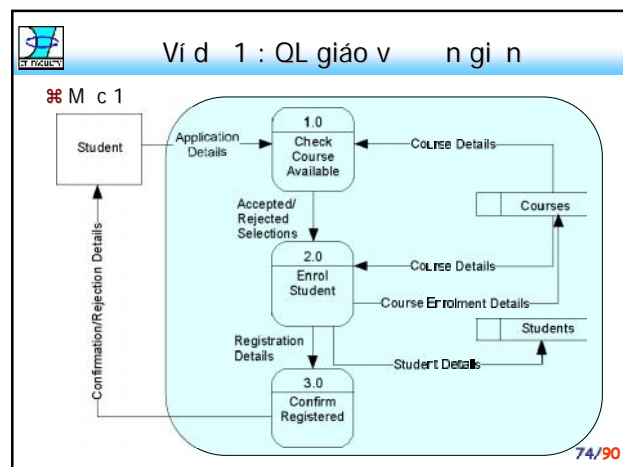 IT FACULTY
Ví d 1 : QL giáo v n gi n
M c 1
Student
Application
Details
1.0
Check
Course
Available
Course Details
Courses
Accepted/
Rejected
Selections
2.0
Enrol
Student
Course Details
Course Enrolment Details
Students
Registration
Details
Student Details
3.0
Confirm
Registered
Confirmation/Rejection Details
74/90